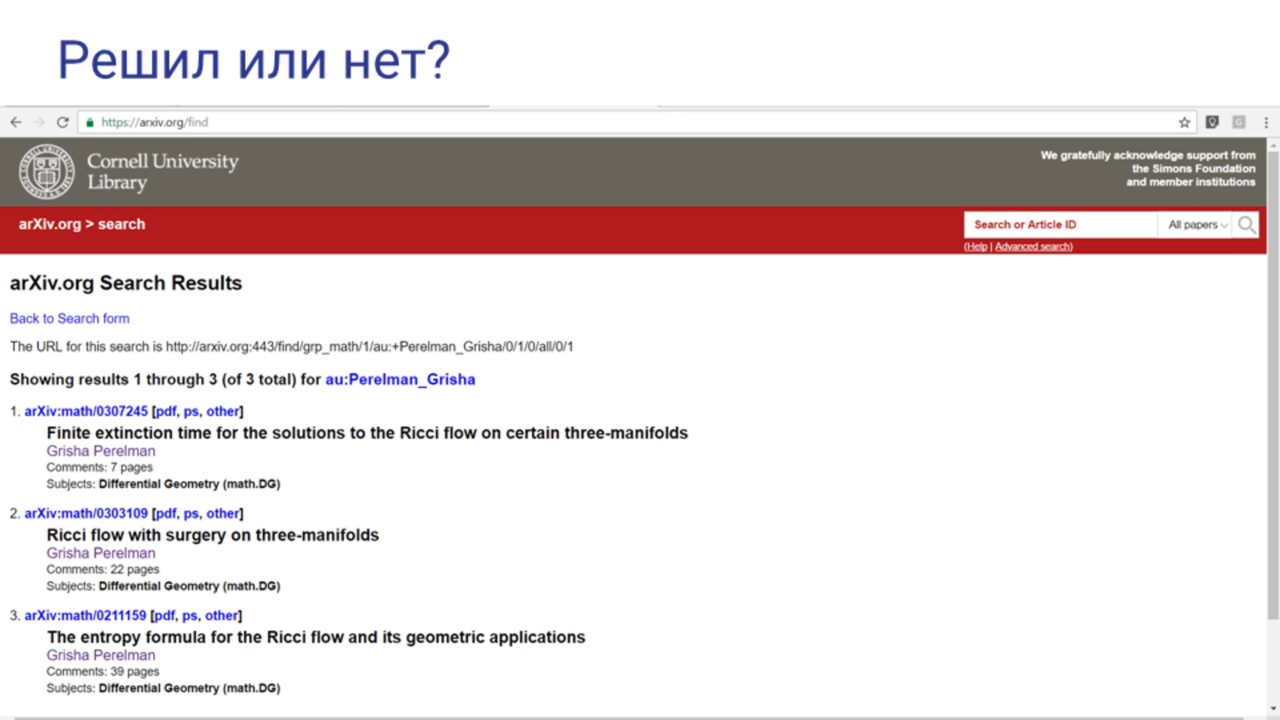 Решил или нет?
https://arxiv.org/find
Cornell University
Library
We gratefully acknowledge support from
the Simons Foundation
and member institutions
arXiv.org > search
Search or Article ID
All papers
(Help | Advanced search)
arXiv.org Search Results
Back to Search form
The URL for this search is http://arxiv.org:443/find/grp_math/1/au:+Perelman_Grisha/0/1/0/all/0/1
Showing results 1 through 3 (of 3 total) for au:Perelman_Grisha
1. arXiv:math/0307245 [pdf, ps, other]
Finite extinction time for the solutions to the Ricci flow on certain three-manifolds
Grisha Perelman
Comments: 7 pages
Subjects: Differential Geometry (math.DG)
2. arXiv:math/0303109 [pdf, ps, other]
Ricci flow with surgery on three-manifolds
Grisha Perelman
Comments: 22 pages
Subjects: Differential Geometry (math.DG)
3. arXiv:math/0211159 [pdf, ps, other]
The entropy formula for the Ricci flow and its geometric applications
Grisha Perelman
Comments: 39 pages
Subjects: Differential Geometry (math.DG)